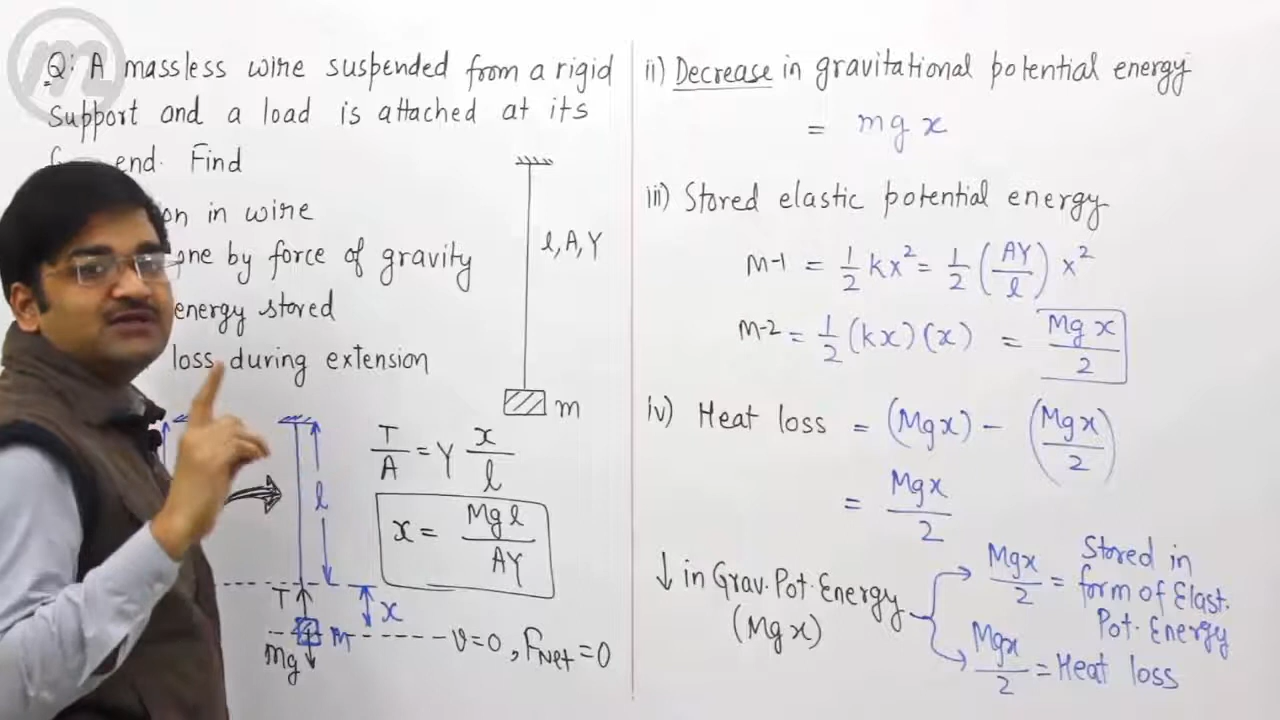 Q: A massless wire suspended from a rigid
support and a load is attached at its
end. Find
in wire
by force of gravity
energy stored
loss during extension
l, A, Y
m
T/A = Y x/l
x = Mgl/AY
l
T
x
M
Mg
v=0, FNet=0
ii) Decrease in gravitational potential energy
= mg x
iii) Stored elastic potential energy
M-1 = 1/2 kx² = 1/2 (AY/l) x²
M-2 = 1/2 (kx)(x) = Mgx/2
iv) Heat loss = (Mgx) - (Mgx/2)
= Mgx/2
↓ in Grav. Pot. Energy
(Mgx)
Mgx/2 = Stored in
form of Elast.
Pot. Energy
Mgx/2 = Heat loss